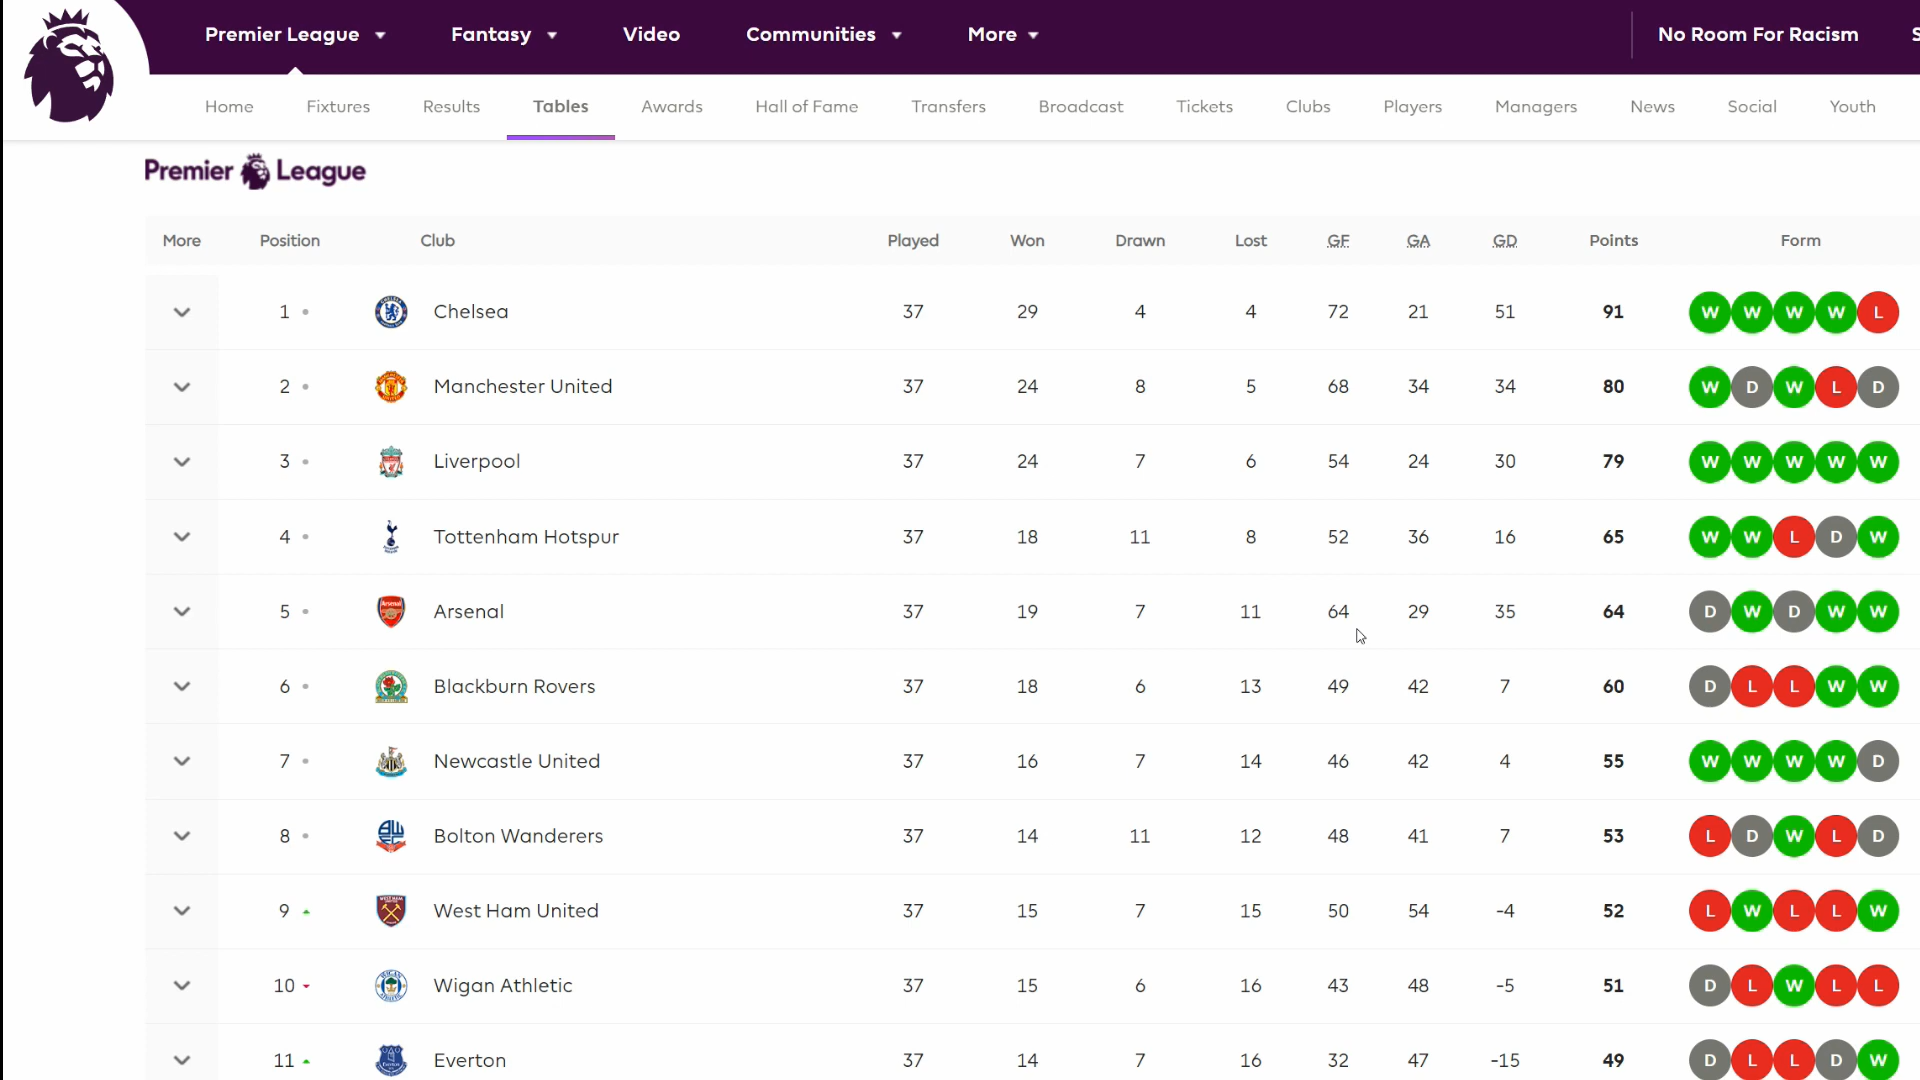 Premier League Fantasy Video Communities More No Room For Racism S
Home Fixtures Results Tables Awards Hall of Fame Transfers Broadcast Tickets Clubs Players Managers News Social Youth
Premier League
More Position Club Played Won Drawn Lost GF GA GD Points Form
1 Chelsea 37 29 4 4 72 21 51 91 W W W W L
2 Manchester United 37 24 8 5 68 34 34 80 W D W L D
3 Liverpool 37 24 7 6 54 24 30 79 W W W W W
4 Tottenham Hotspur 37 18 11 8 52 36 16 65 W W L D W
5 Arsenal 37 19 7 11 64 29 35 64 D W D W W
6 Blackburn Rovers 37 18 6 13 49 42 7 60 D L L W W
7 Newcastle United 37 16 7 14 46 42 4 55 W W W W D
8 Bolton Wanderers 37 14 11 12 48 41 7 53 L D W L D
9 West Ham United 37 15 7 15 50 54 -4 52 L W L L W
10 Wigan Athletic 37 15 6 16 43 48 -5 51 D L W L L
11 Everton 37 14 7 16 32 47 -15 49 D L L D W